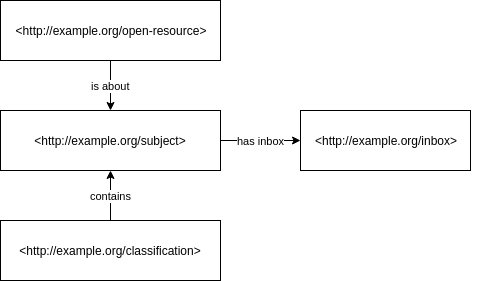 <http://example.org/open-resource>
is about
<http://example.org/subject>
has inbox
<http://example.org/inbox>
contains
<http://example.org/classification>